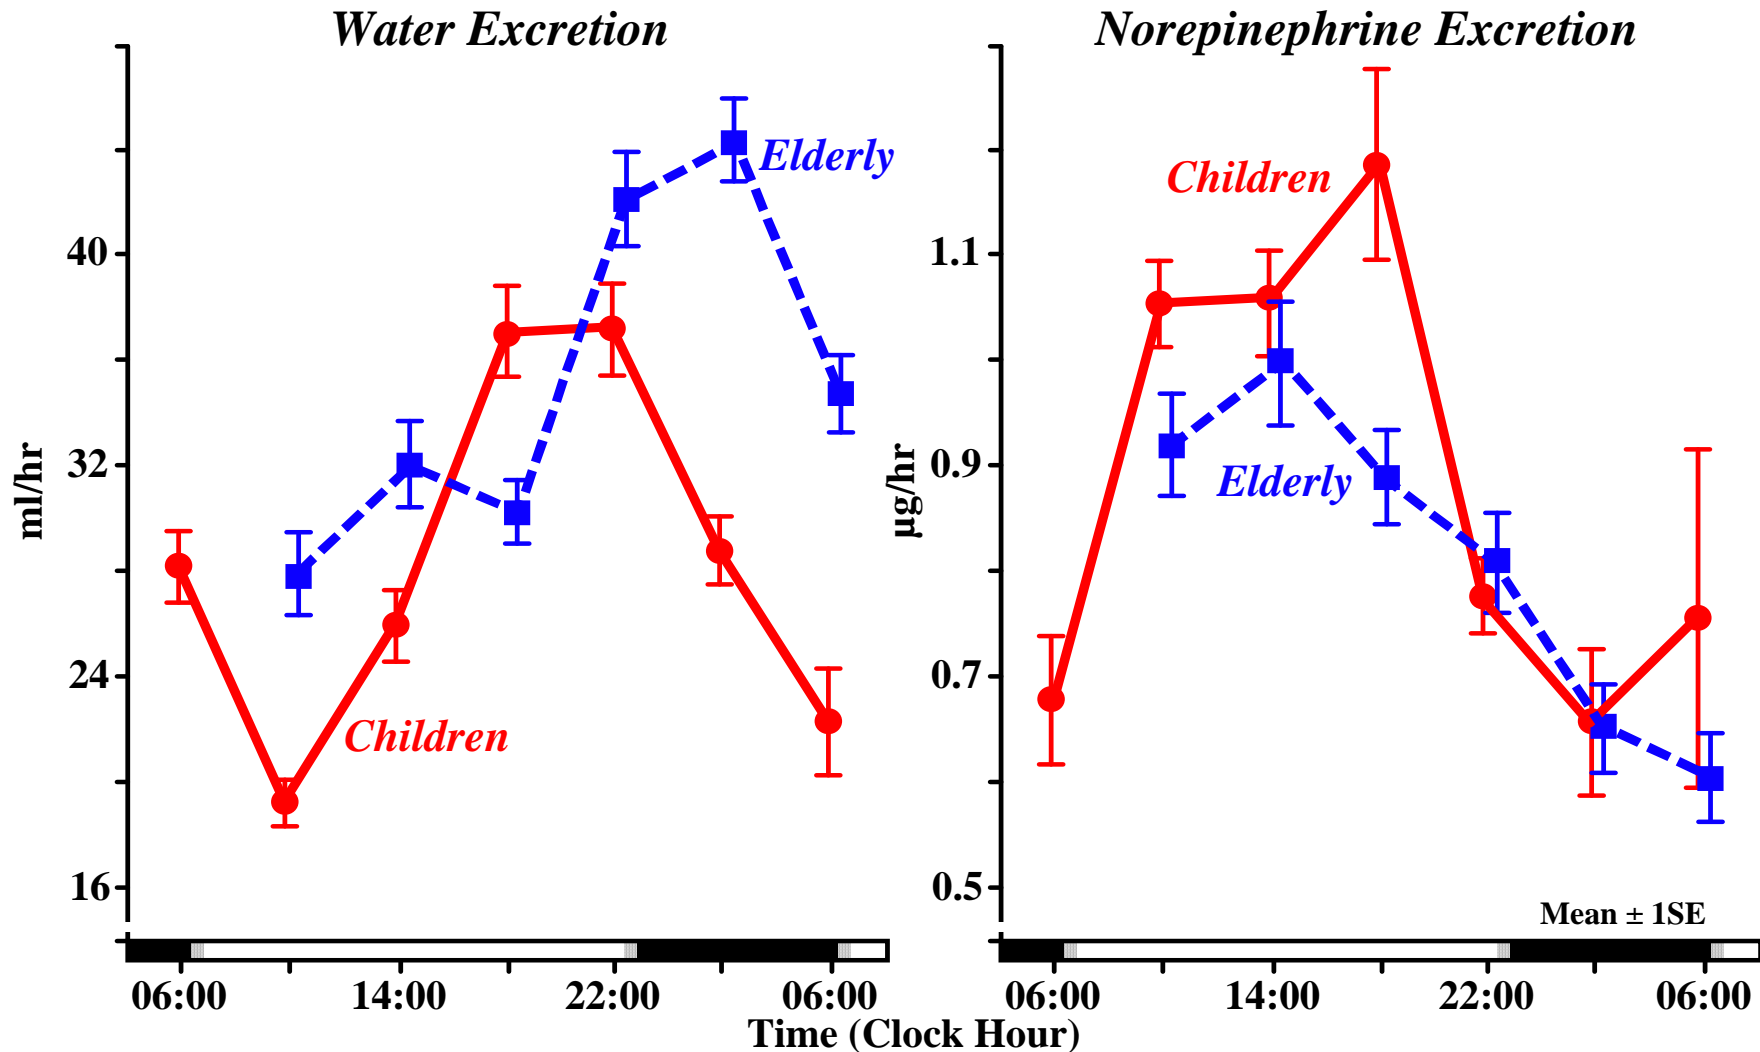 Water Excretion
Norepinephrine Excretion
ml/hr
40
32
24
16
Elderly
Children
06:00
14:00
22:00
06:00
µg/hr
1.1
0.9
0.7
0.5
Children
Elderly
Mean ± 1SE
06:00
14:00
22:00
06:00
Time (Clock Hour)